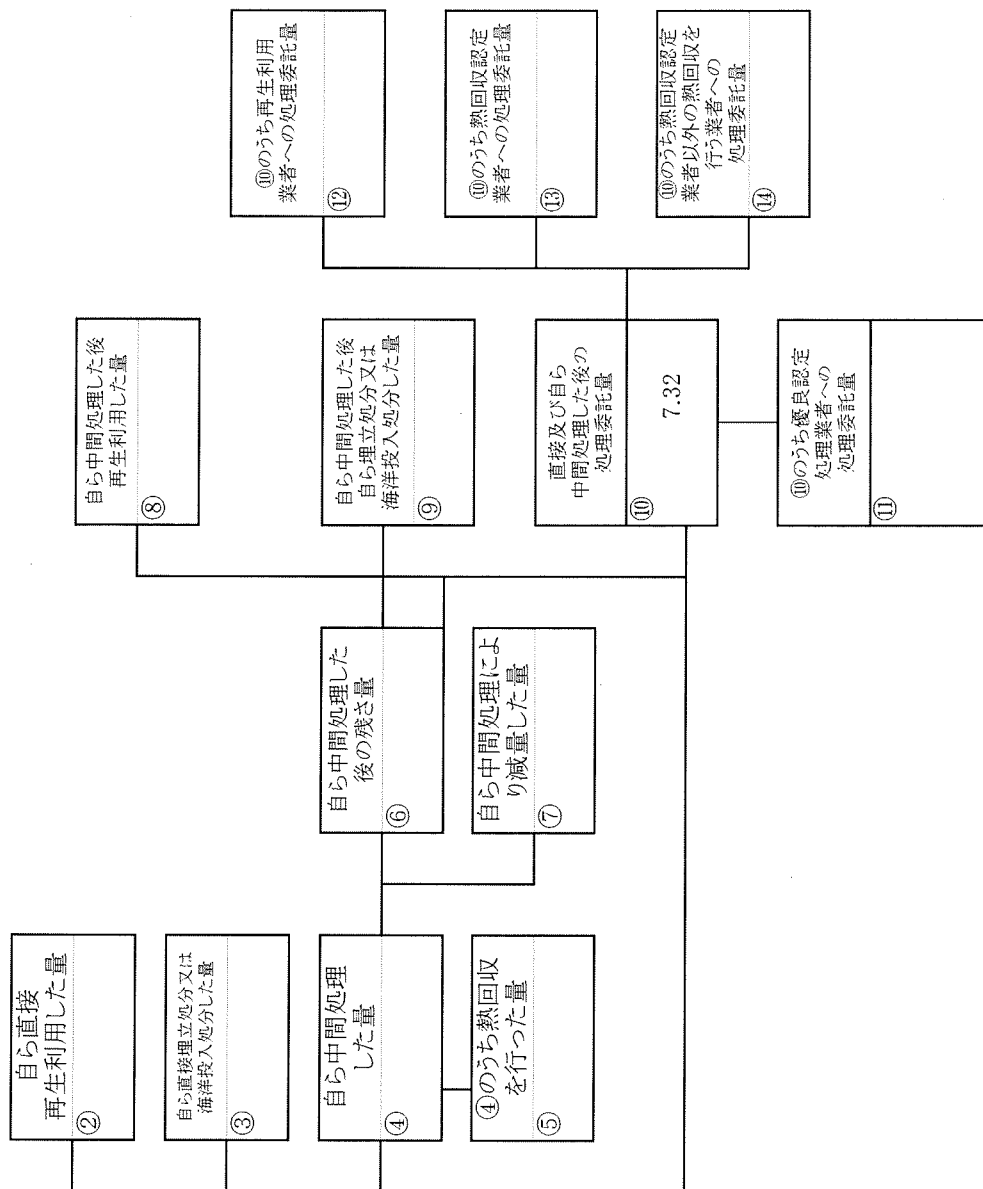 自ら直接
再生利用した量
②
自ら直接埋立処分又は
海洋投入処分した量
③
自ら中間処理
した量
④
④のうち熱回収
を行った量
⑤
自ら中間処理した
後の残さ量
⑥
自ら中間処理によ
り減量した量
⑦
自ら中間処理した後
再生利用した量
⑧
自ら中間処理した後
自ら埋立処分又は
海洋投入処分した量
⑨
直接及び自ら
中間処理した後の
処理委託量
⑩
7.32
⑩のうち優良認定
処理業者への
処理委託量
⑪
⑩のうち再生利用
業者への処理委託量
⑫
⑩のうち熱回収認定
業者への処理委託量
⑬
⑩のうち熱回収認定
業者以外の熱回収を
行う業者への
処理委託量
⑭